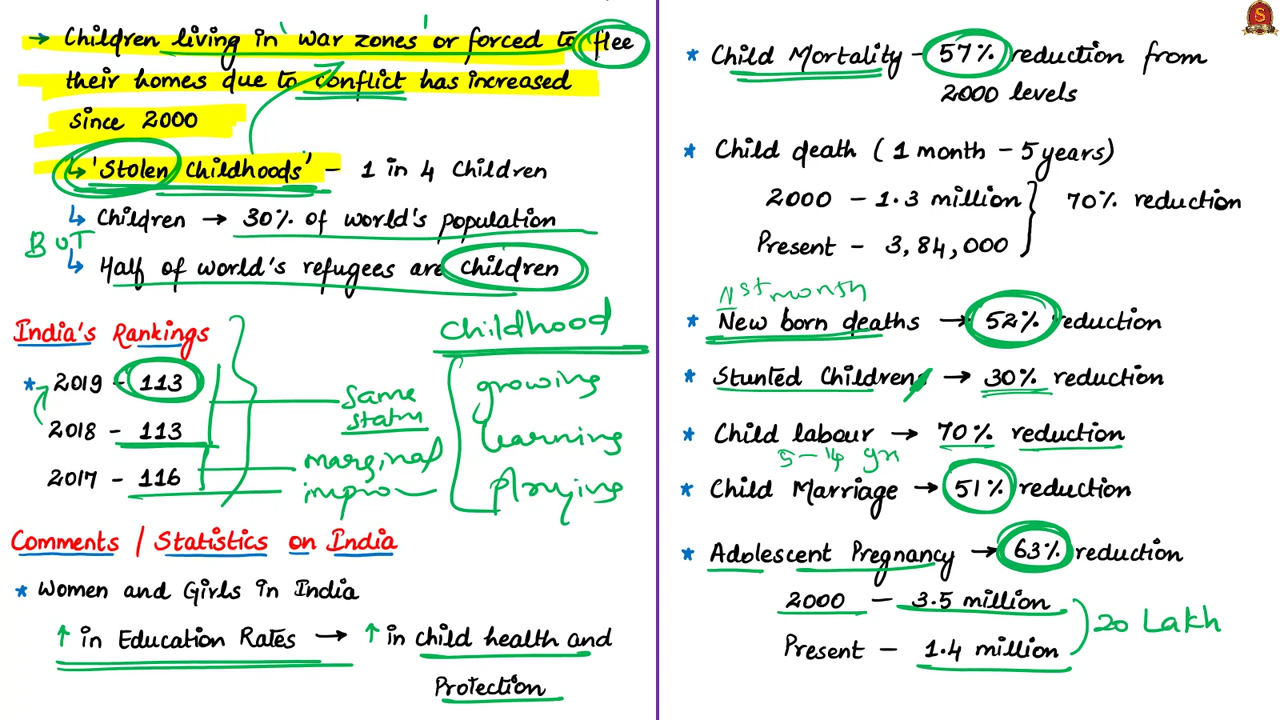 → Children living in 'war zones' or forced to flee
their homes due to conflict has increased
since 2000
↳ 'Stolen Childhoods' - 1 in 4 Children
↳ Children → 30% of world's population
BUT
↳ Half of world's refugees are children
India's Rankings
* 2019 - 113
2018 - 113
2017 - 116
same
status
marginal
improv
Childhood
growing
learning
playing
Comments / Statistics on India
* Women and Girls in India
↑ in Education Rates → ↑ in child health and
Protection
S
* Child Mortality - 57% reduction from
2000 levels
* Child death (1 month - 5 years)
2000 - 1.3 million
Present - 3,84,000
70% reduction
1st month
* New born deaths → 52% reduction
* Stunted Children → 30% reduction
* Child labour → 70% reduction
5-14 yrs
* Child Marriage → 51% reduction
* Adolescent Pregnancy → 63% reduction
2000 - 3.5 million
Present - 1.4 million
20 Lakh